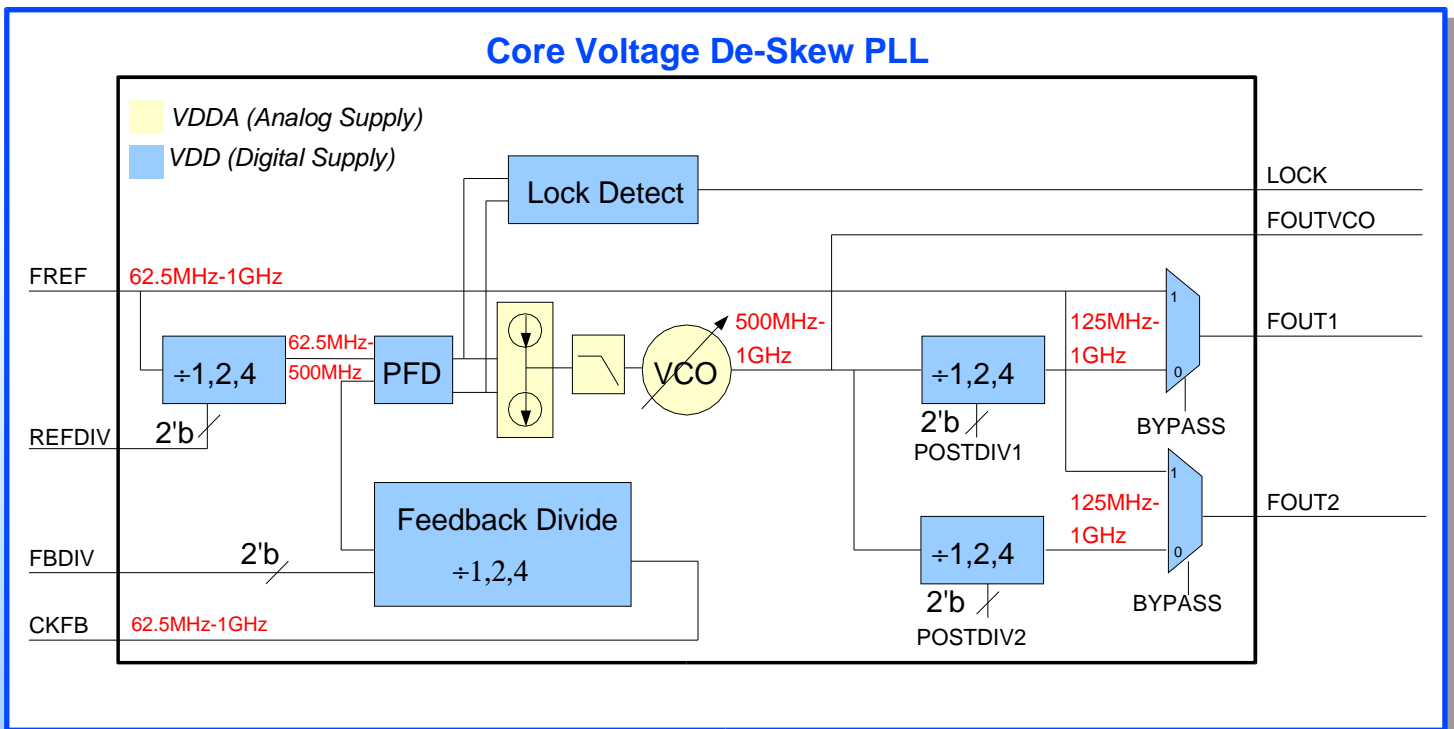 Core Voltage De-Skew PLL
VDDA (Analog Supply)
VDD (Digital Supply)
Lock Detect
LOCK
FOUTVCO
FREF
62.5MHz-1GHz
1
FOUT1
0
BYPASS
÷1,2,4
62.5MHz-
500MHz
PFD
VCO
500MHz-
1GHz
÷1,2,4
2'b
POSTDIV1
125MHz-
1GHz
REFDIV
2'b
Feedback Divide
÷1,2,4
FBDIV
2'b
CKFB
62.5MHz-1GHz
÷1,2,4
2'b
POSTDIV2
125MHz-
1GHz
1
FOUT2
0
BYPASS